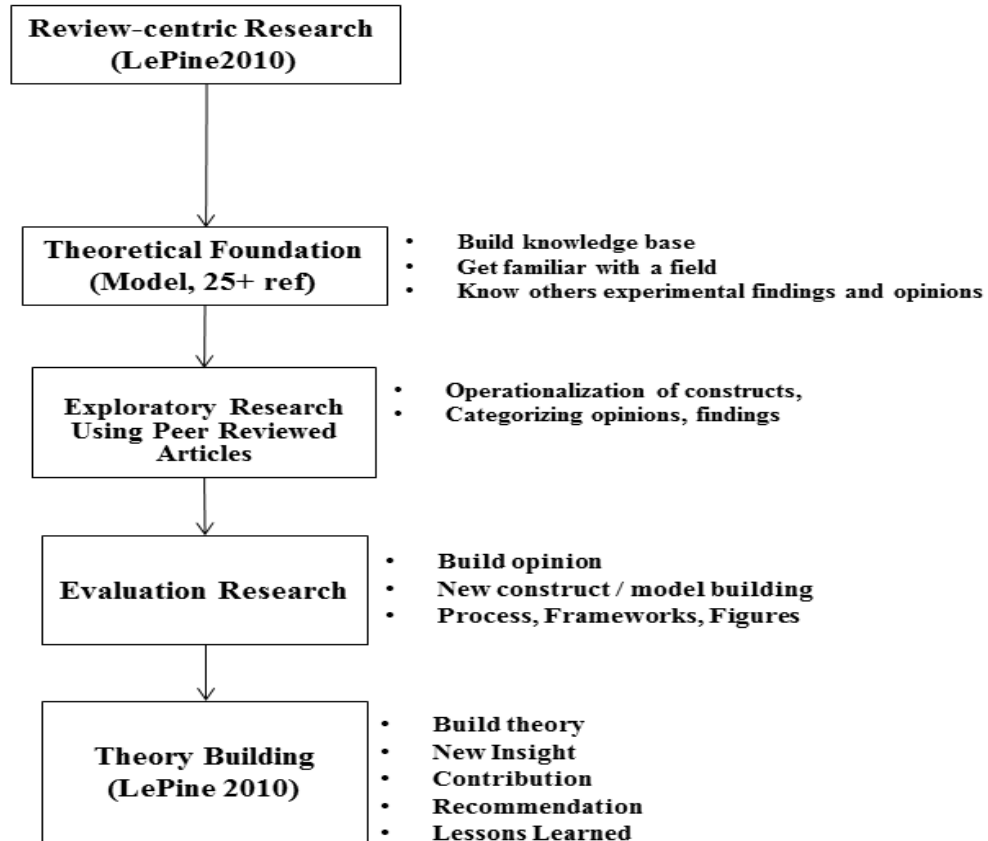 Review-centric Research
(LePine2010)
Theoretical Foundation
(Model, 25+ ref)
• Build knowledge base
• Get familiar with a field
• Know others experimental findings and opinions
Exploratory Research
Using Peer Reviewed
Articles
• Operationalization of constructs,
• Categorizing opinions, findings
Evaluation Research
• Build opinion
• New construct / model building
• Process, Frameworks, Figures
Theory Building
(LePine 2010)
• Build theory
• New Insight
• Contribution
• Recommendation
• Lessons Learned